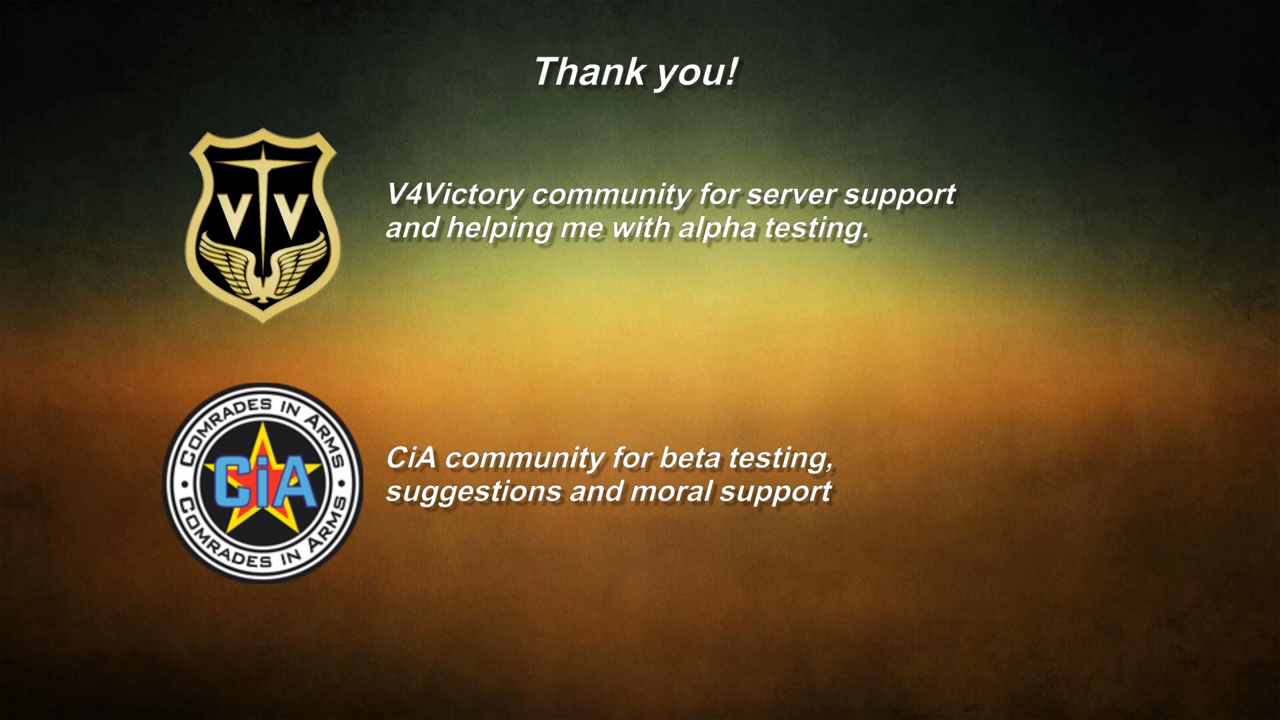 Thank you!
V V
V4Victory community for server support
and helping me with alpha testing.
COMRADES IN ARMS
CiA
COMRADES IN ARMS
CiA community for beta testing,
suggestions and moral support